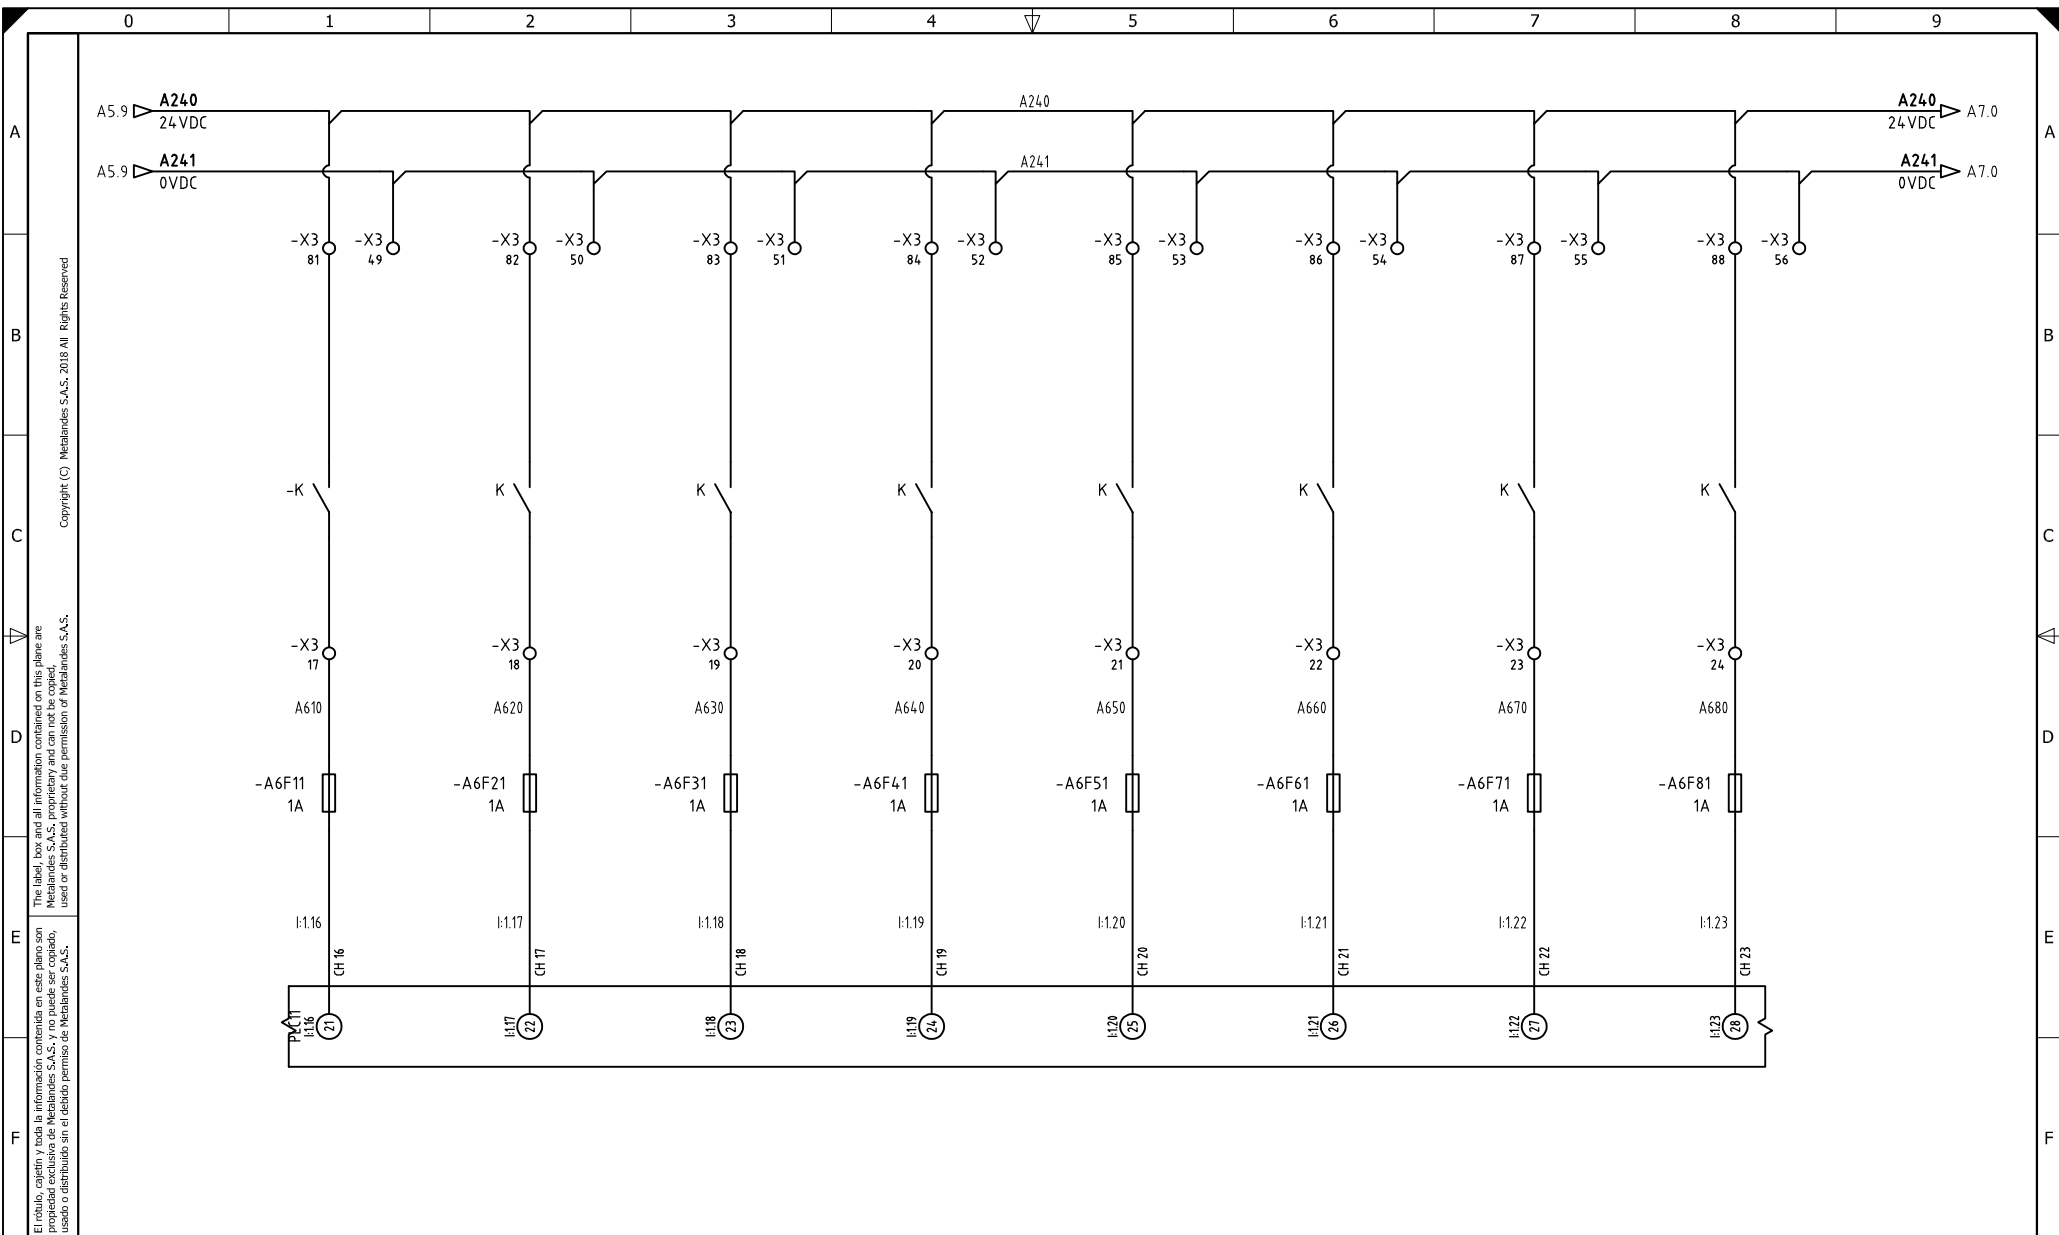 0 1 2 3 4 5 6 7 8 9
A240 A240 A240
A5.9 24VDC 24VDC A7.0
A A
A241 A241 A241
A5.9 0VDC 0VDC A7.0
-X3 -X3 -X3 -X3 -X3 -X3 -X3 -X3 -X3 -X3 -X3 -X3 -X3 -X3 -X3 -X3
81 49 82 50 83 51 84 52 85 53 86 54 87 55 88 56
B B
-K K K K K K K K
C C
-X3 -X3 -X3 -X3 -X3 -X3 -X3 -X3
17 18 19 20 21 22 23 24
A610 A620 A630 A640 A650 A660 A670 A680
D D
-A6F11 -A6F21 -A6F31 -A6F41 -A6F51 -A6F61 -A6F71 -A6F81
1A 1A 1A 1A 1A 1A 1A 1A
I:1.16 I:1.17 I:1.18 I:1.19 I:1.20 I:1.21 I:1.22 I:1.23
E E
CH 16 CH 17 CH 18 CH 19 CH 20 CH 21 CH 22 CH 23
PLC11
I:1.16 21 I:1.17 22 I:1.18 23 I:1.19 24 I:1.20 25 I:1.21 26 I:1.22 27 I:1.23 28
F F
Copyright (C) Metalandes S.A.S. 2018 All Rights Reserved
The label, box and all information contained on this plane are
Metalandes S.A.S. proprietary and can not be copied,
used or distributed without due permission of Metalandes S.A.S.
El rótulo, cajetín y toda la información contenida en este plano son
propiedad exclusiva de Metalandes S.A.S. y no puede ser copiado,
usado o distribuido sin el debido permiso de Metalandes S.A.S.